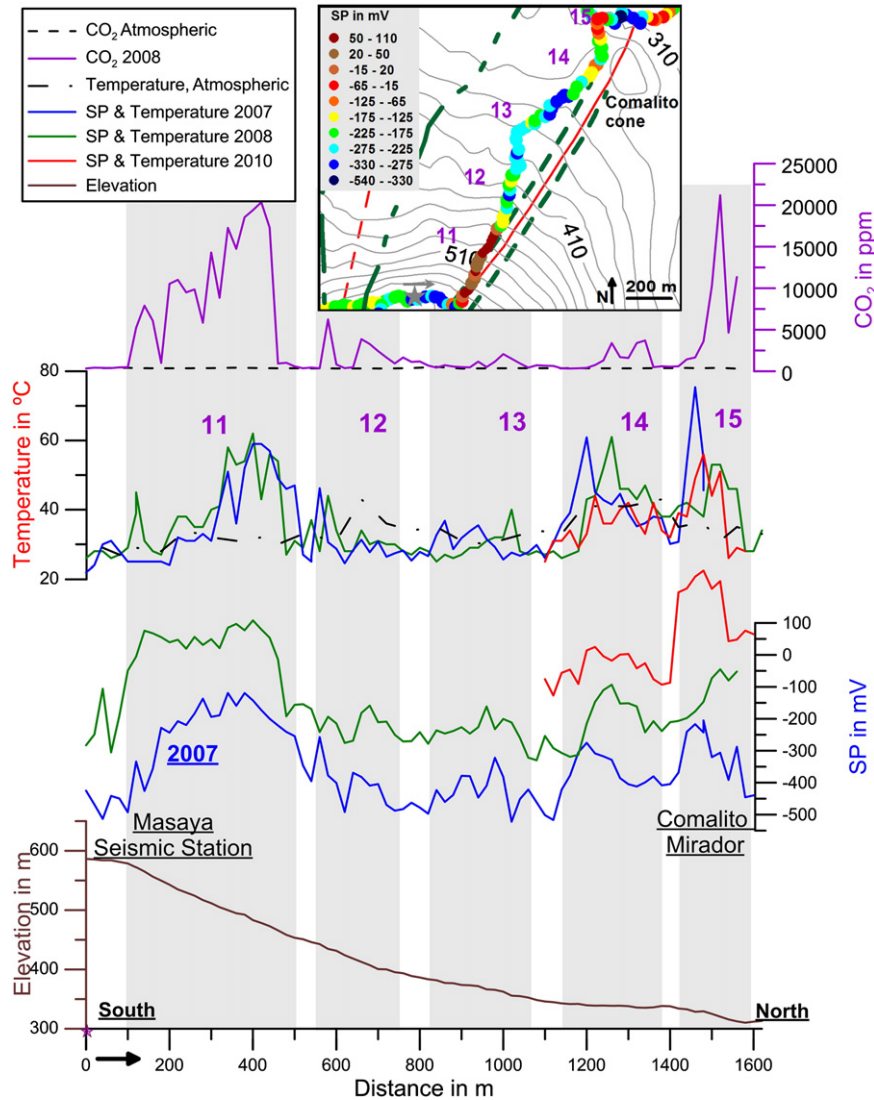 CO2 Atmospheric
CO2 2008
Temperature, Atmospheric
SP & Temperature 2007
SP & Temperature 2008
SP & Temperature 2010
Elevation
SP in mV
50 - 110
20 - 50
-15 - 20
-65 - -15
-125 - -65
-175 - -125
-225 - -175
-275 - -225
-330 - -275
-540 - -330
15
14
13
12
11
310
410
510
Comalito
cone
N
200 m
25000
20000
15000
10000
5000
0
CO2 in ppm
80
60
40
20
Temperature in ºC
11
12
13
14
15
100
0
-100
-200
-300
-400
-500
SP in mV
2007
Masaya
Seismic Station
Comalito
Mirador
600
500
400
300
Elevation in m
South
North
0
200
400
600
800
1000
1200
1400
1600
Distance in m